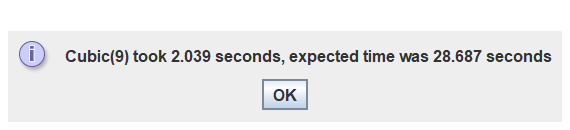 Cubic(9) took 2.039 seconds, expected time was 28.687 seconds
OK